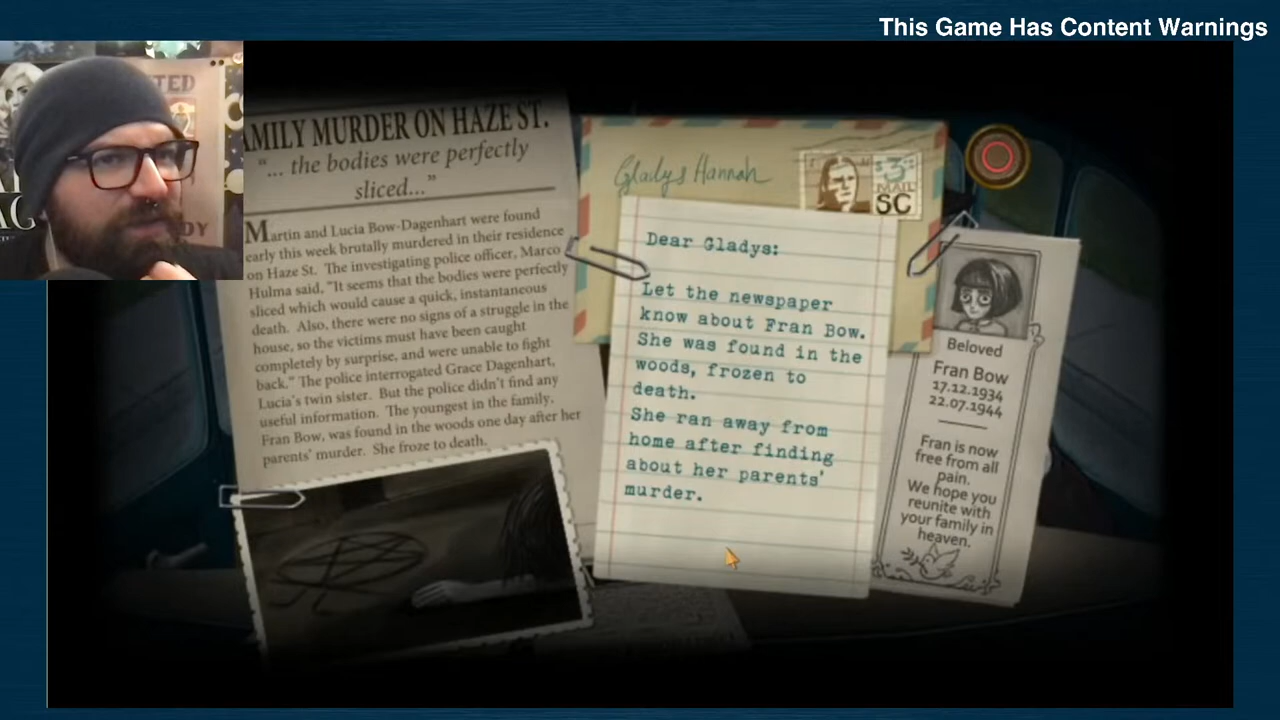 This Game Has Content Warnings
TED
DY
AMILY MURDER ON HAZE ST.
"... the bodies were perfectly
sliced..."
Martin and Lucia Bow-Dagenhart were found
early this week brutally murdered in their residence
on Haze St. The investigating police officer, Marco
Hulma said, "It seems that the bodies were perfectly
sliced which would cause a quick, instantaneous
death. Also, there were no signs of a struggle in the
house, so the victims must have been caught
completely by surprise, and were unable to fight
back." The police interrogated Grace Dagenhart,
Lucia's twin sister. But the police didn't find any
useful information. The youngest in the family,
Fran Bow, was found in the woods one day after her
parents' murder. She froze to death.
Gladys Hannah
3
MAIL
SC
Dear Gladys:
Let the newspaper
know about Fran Bow.
She was found in the
woods, frozen to
death.
She ran away from
home after finding
about her parents'
murder.
Beloved
Fran Bow
17.12.1934
22.07.1944
Fran is now
free from all
pain.
We hope you
reunite with
your family in
heaven.